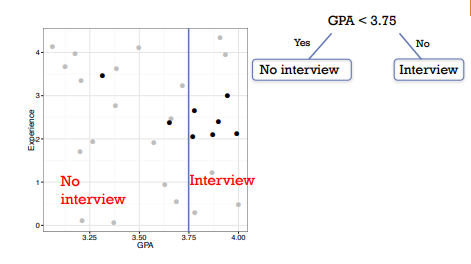 GPA < 3.75
Yes
No
No interview
Interview
4
3
2
1
0
Experience
No
interview
Interview
3.25
3.50
3.75
4.00
GPA